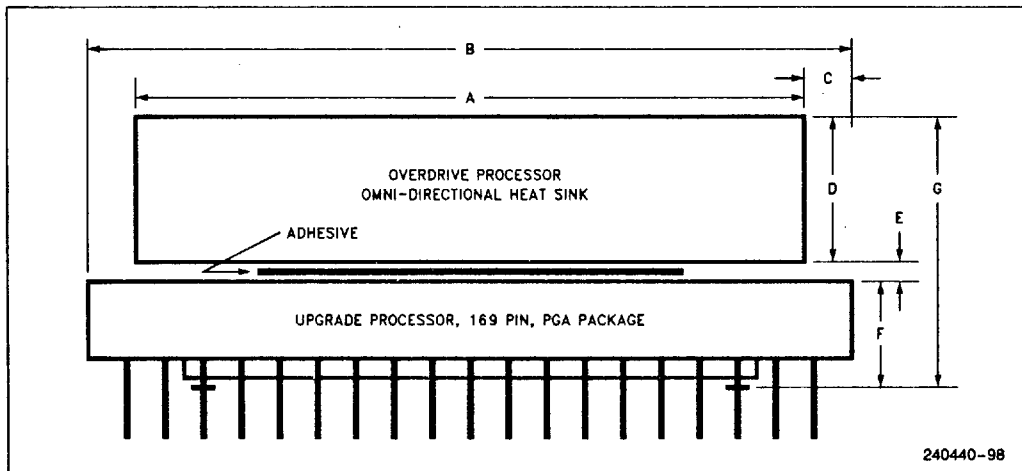 B
C
A
OVERDRIVE PROCESSOR
OMNI-DIRECTIONAL HEAT SINK
D
G
E
ADHESIVE
UPGRADE PROCESSOR, 169 PIN, PGA PACKAGE
F
240440-98